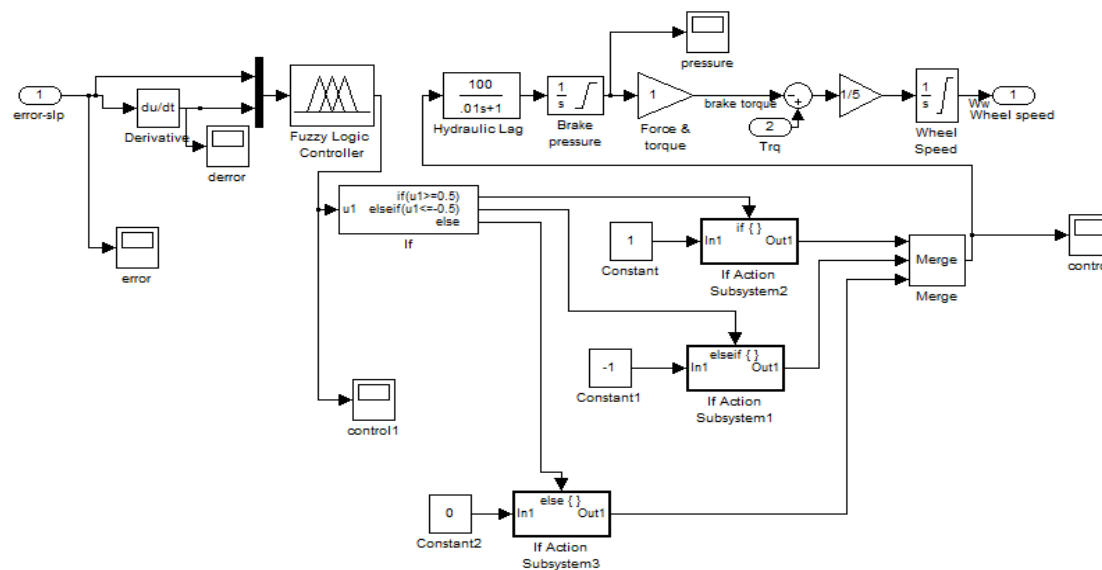 1
error-slp
du/dt
Derivative
derror
error
Fuzzy Logic
Controller
100
.01s+1
Hydraulic Lag
1
s
Brake
pressure
pressure
1
Force &
torque
brake torque
2
Trq
1/5
1
s
Wheel
Speed
Ww
1
Wheel speed
u1
if(u1>=0.5)
elseif(u1<=-0.5)
else
If
1
Constant
if { }
In1
Out1
If Action
Subsystem2
Merge
Merge
contro
-1
Constant1
elseif { }
In1
Out1
If Action
Subsystem1
control1
0
Constant2
else { }
In1
Out1
If Action
Subsystem3